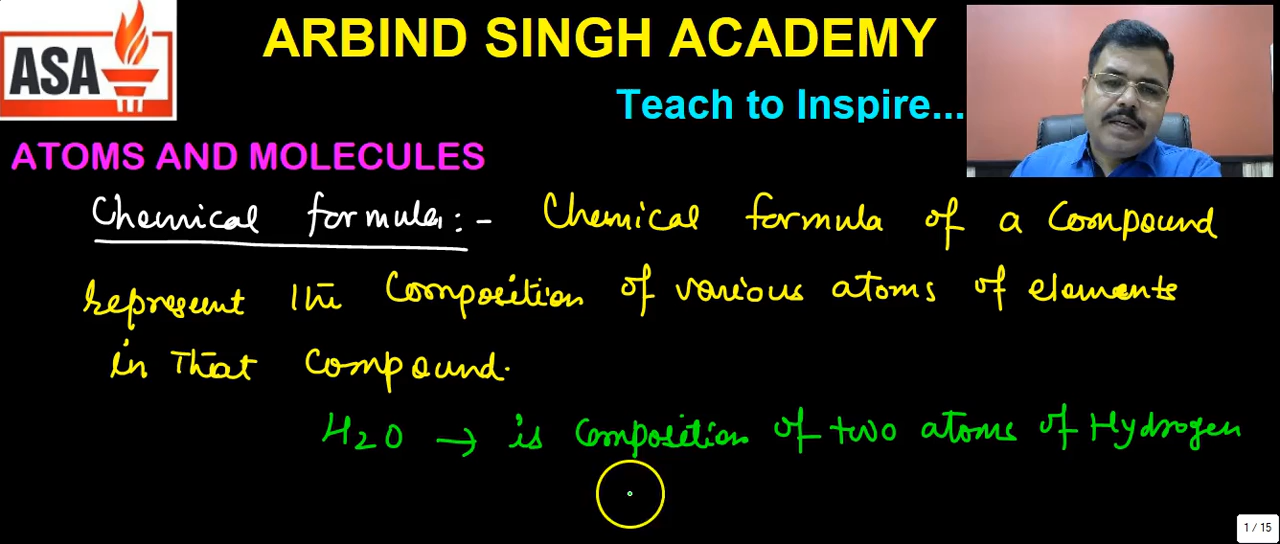 ASA
ARBIND SINGH ACADEMY
Teach to Inspire...
ATOMS AND MOLECULES
Chemical formula:- Chemical formula of a Compound
represent the Composition of various atoms of elements
in that Compound.
H2O → is composition of two atoms of Hydrogen
1 / 15